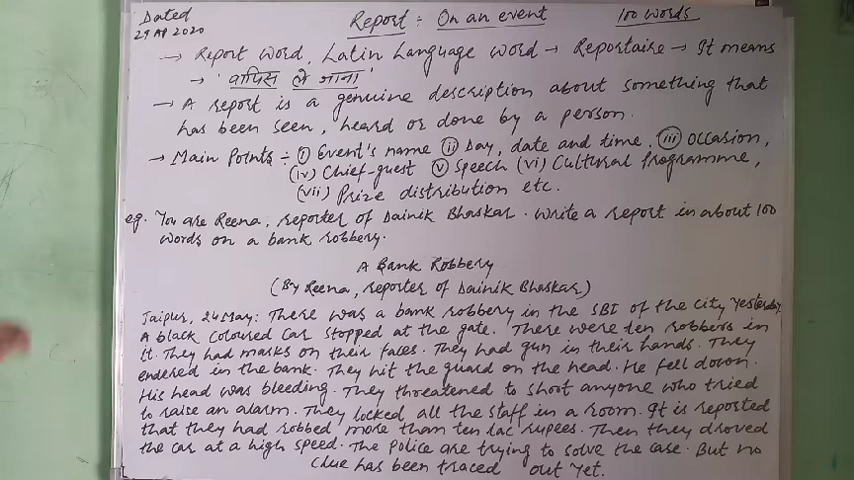 Dated
29 AP 2020
Report :- On an event 100 words
→ Report word, Latin Language word → Reportaire → It means
→ 'वापिस ले जाना'
→ A report is a genuine description about something that
has been seen, heard or done by a person.
→ Main Points :- (i) Event's name (ii) Day, date and time. (iii) Occasion,
(iv) Chief-guest (v) Speech (vi) Cultural Programme,
(vii) Prize distribution etc.
eg. You are Reena, reporter of Dainik Bhaskar. Write a report in about 100
words on a bank robbery.
A Bank Robbery
(By Reena, reporter of Dainik Bhaskar)
Jaipur, 24 May: There was a bank robbery in the SBI of the city yesterday.
A black coloured car stopped at the gate. There were ten robbers in
it. They had masks on their faces. They had gun in their hands. They
endered in the bank. They hit the guard on the head. He fell down.
His head was bleeding. They threatened to shoot anyone who tried
to raise an alarm. They locked all the staff in a room. It is reported
that they had robbed more than ten lac rupees. Then they droved
the car at a high speed. The police are trying to solve the case. But no
clue has been traced out yet.